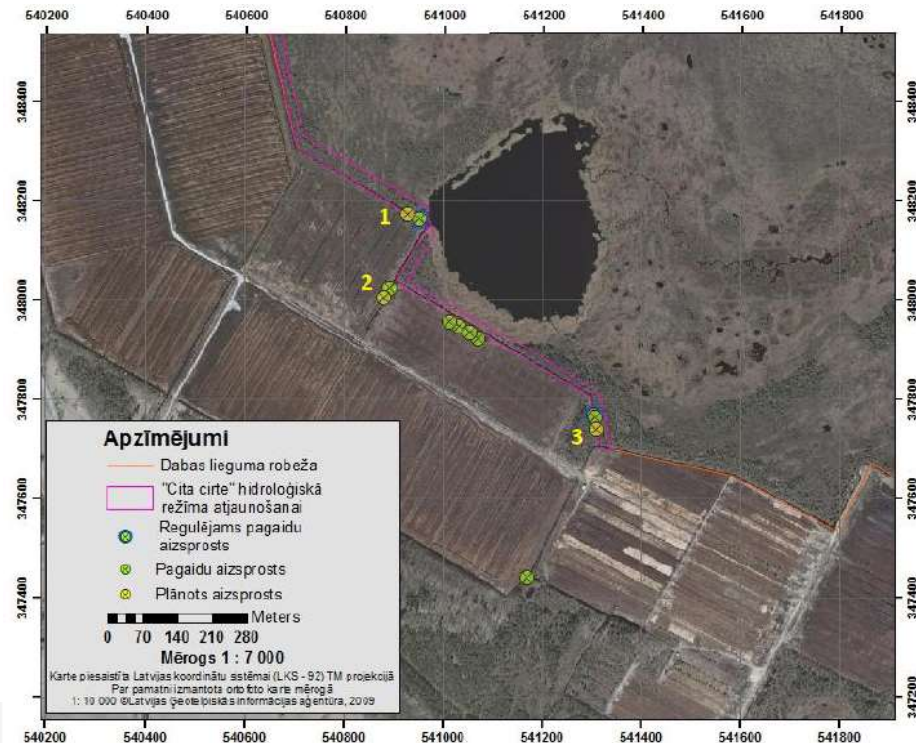 540200 540400 540600 540800 541000 541200 541400 541600 541800
348400 348400
348200 348200
1
2
348000 348000
347800 347800
3
Apzīmējumi
Dabas lieguma robeža
"Cita cirte" hidroloģiskā
režīma atjaunošanai
Regulējams pagaidu
aizsprosts
Pagaidu aizsprosts
Plānots aizsprosts
Meters
0 70 140 210 280
Mērogs 1 : 7 000
Karte piesaistīta Latvijas koordinātu sistēmai (LKS - 92) TM projekcijā
Par pamatni izmantota ortofoto karte mērogā
1: 10 000 ©Latvijas Ģeotelpiskās informācijas aģentūra, 2009
347600 347600
347400 347400
347200 347200
540200 540400 540600 540800 541000 541200 541400 541600 541800